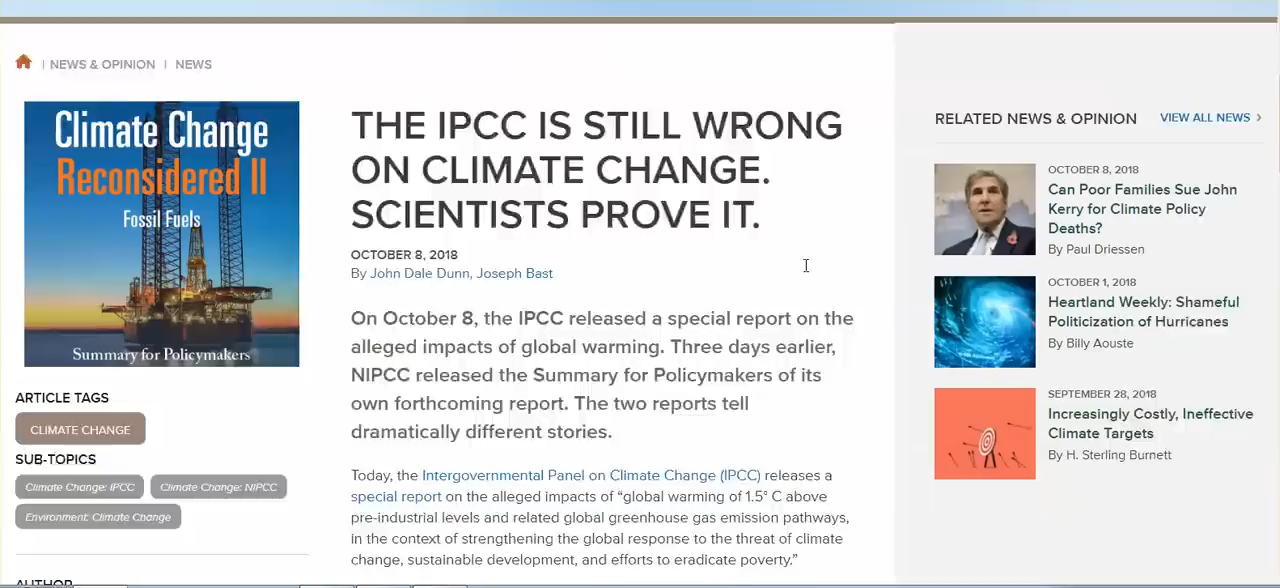 | NEWS & OPINION | NEWS
Climate Change
Reconsidered II
Fossil Fuels
Summary for Policymakers
ARTICLE TAGS
CLIMATE CHANGE
SUB-TOPICS
Climate Change: IPCC
Climate Change: NIPCC
Environment: Climate Change
AUTHOR
THE IPCC IS STILL WRONG
ON CLIMATE CHANGE.
SCIENTISTS PROVE IT.
OCTOBER 8, 2018
By John Dale Dunn, Joseph Bast
On October 8, the IPCC released a special report on the
alleged impacts of global warming. Three days earlier,
NIPCC released the Summary for Policymakers of its
own forthcoming report. The two reports tell
dramatically different stories.
Today, the Intergovernmental Panel on Climate Change (IPCC) releases a
special report on the alleged impacts of “global warming of 1.5° C above
pre-industrial levels and related global greenhouse gas emission pathways,
in the context of strengthening the global response to the threat of climate
change, sustainable development, and efforts to eradicate poverty.”
RELATED NEWS & OPINION
VIEW ALL NEWS >
OCTOBER 8, 2018
Can Poor Families Sue John
Kerry for Climate Policy
Deaths?
By Paul Driessen
OCTOBER 1, 2018
Heartland Weekly: Shameful
Politicization of Hurricanes
By Billy Aouste
SEPTEMBER 28, 2018
Increasingly Costly, Ineffective
Climate Targets
By H. Sterling Burnett